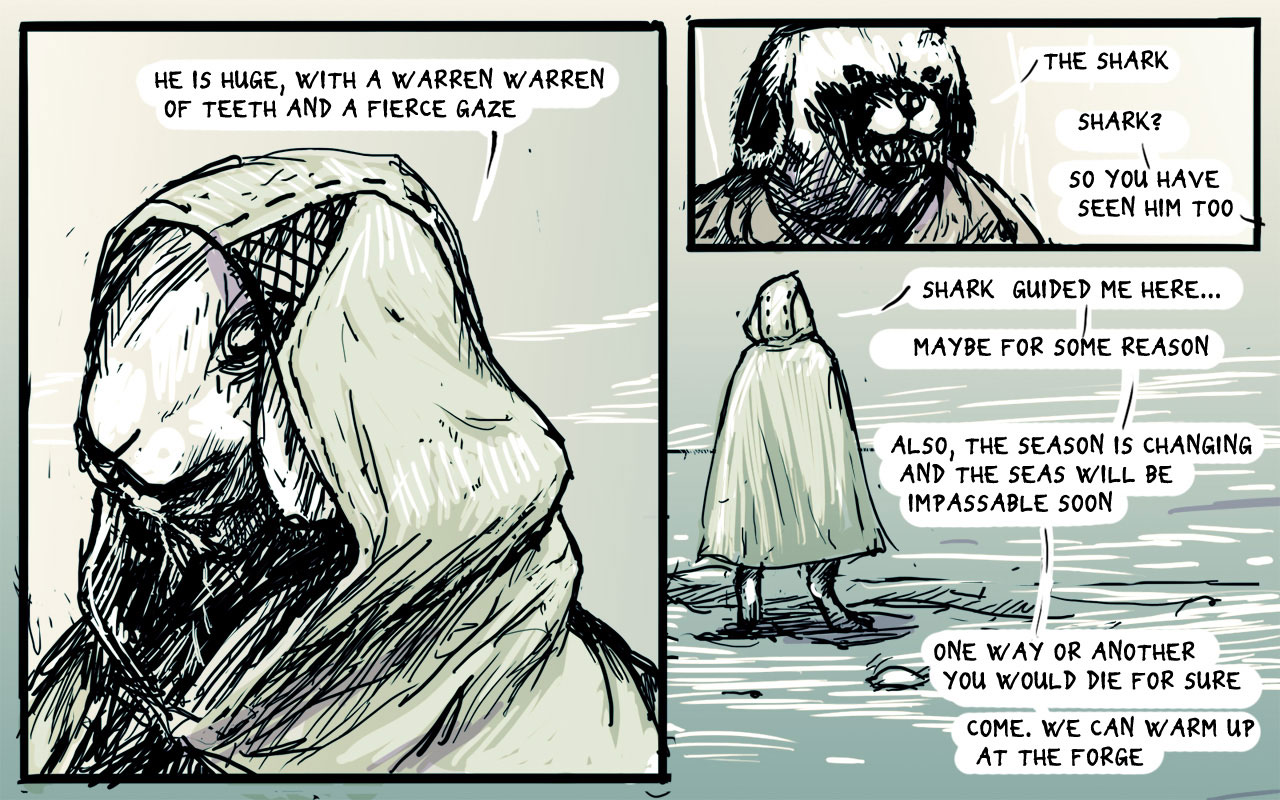 HE IS HUGE, WITH A WARREN WARREN
OF TEETH AND A FIERCE GAZE
THE SHARK
SHARK?
SO YOU HAVE
SEEN HIM TOO
SHARK GUIDED ME HERE...
MAYBE FOR SOME REASON
ALSO, THE SEASON IS CHANGING
AND THE SEAS WILL BE
IMPASSABLE SOON
ONE WAY OR ANOTHER
YOU WOULD DIE FOR SURE
COME. WE CAN WARM UP
AT THE FORGE